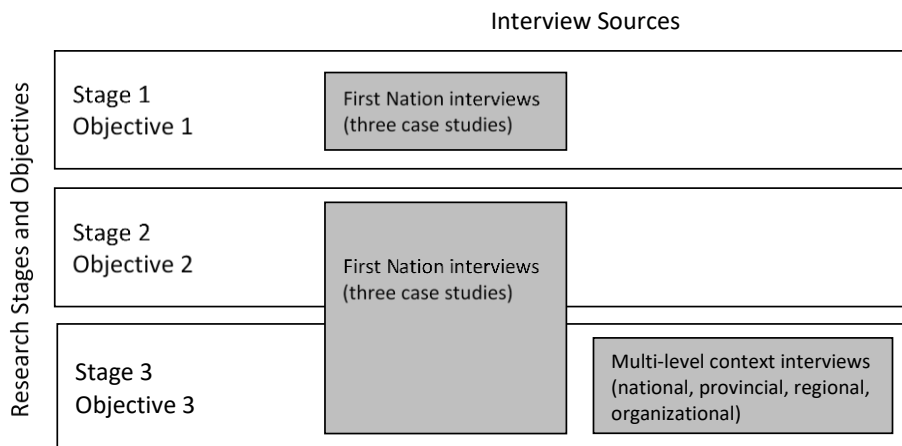 Interview Sources
Research Stages and Objectives
Stage 1
Objective 1
First Nation interviews
(three case studies)
Stage 2
Objective 2
First Nation interviews
(three case studies)
Stage 3
Objective 3
Multi-level context interviews
(national, provincial, regional,
organizational)